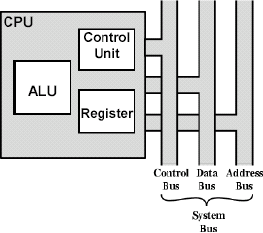 CPU
Control
Unit
ALU
Register
Control Data Address
Bus Bus Bus
System
Bus